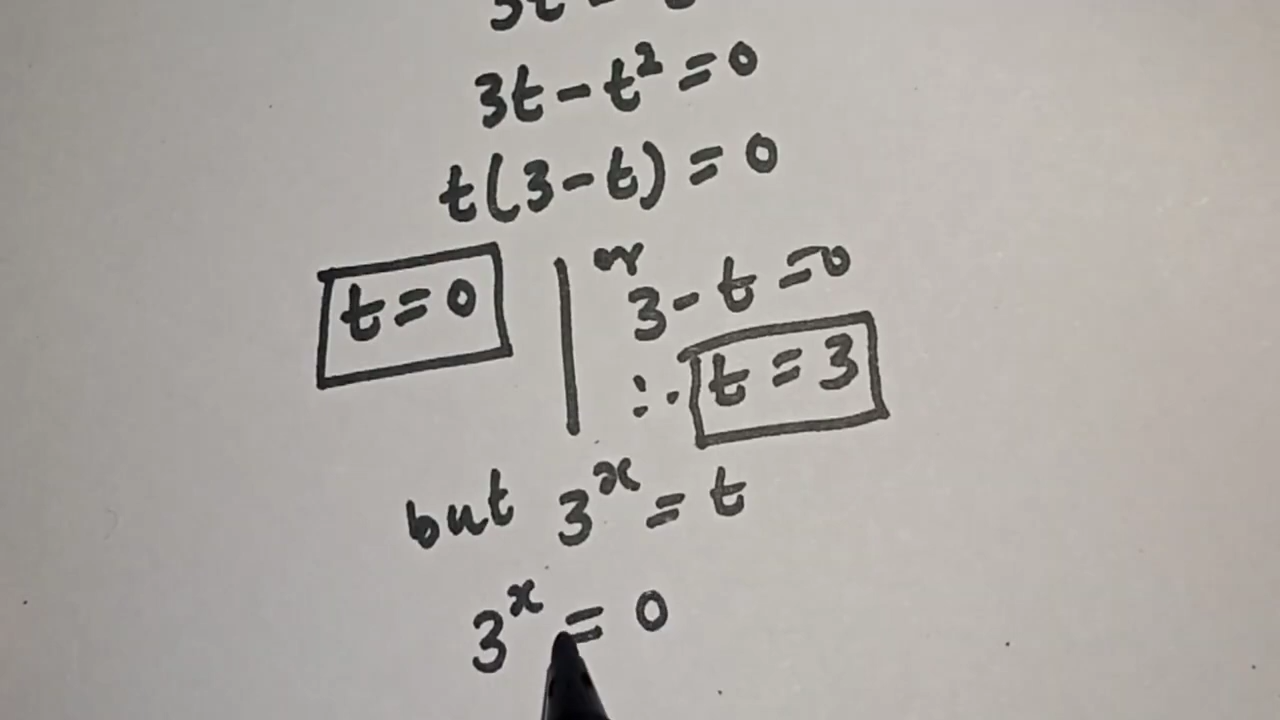 3t - t² = 0
t(3-t) = 0
t = 0
or
3 - t = 0
∴ t = 3
but 3ˣ = t
3ˣ = 0